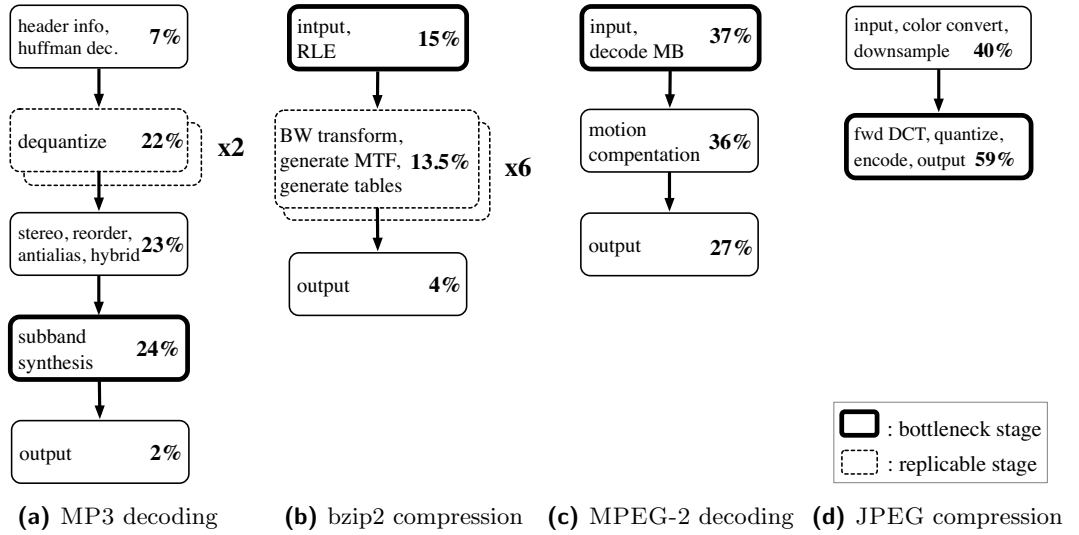 header info,
huffman dec. 7%
dequantize 22%
x2
stereo, reorder,
antialias, hybrid 23%
subband
synthesis 24%
output 2%
(a) MP3 decoding
intput,
RLE 15%
BW transform,
generate MTF, 13.5%
generate tables
x6
output 4%
(b) bzip2 compression
input,
decode MB 37%
motion
compentation 36%
output 27%
(c) MPEG-2 decoding
input, color convert,
downsample 40%
fwd DCT, quantize,
encode, output 59%
: bottleneck stage
: replicable stage
(d) JPEG compression